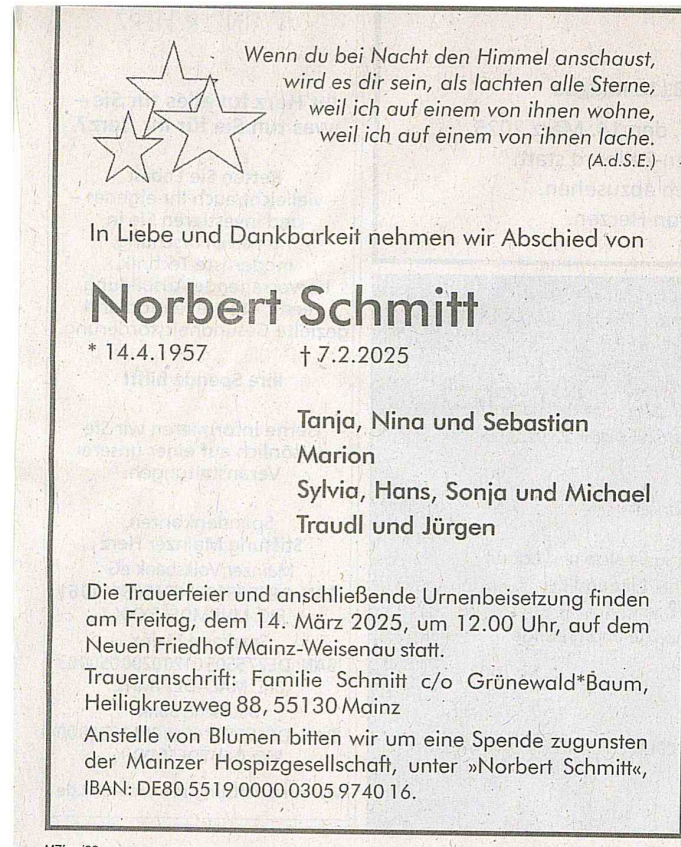 Wenn du bei Nacht den Himmel anschaust,
wird es dir sein, als lachten alle Sterne,
weil ich auf einem von ihnen wohne,
weil ich auf einem von ihnen lache.
(A.d.S.E.)
In Liebe und Dankbarkeit nehmen wir Abschied von
Norbert Schmitt
* 14.4.1957 † 7.2.2025
Tanja, Nina und Sebastian
Marion
Sylvia, Hans, Sonja und Michael
Traudl und Jürgen
Die Trauerfeier und anschließende Urnenbeisetzung finden
am Freitag, dem 14. März 2025, um 12.00 Uhr, auf dem
Neuen Friedhof Mainz-Weisenau statt.
Traueranschrift: Familie Schmitt c/o Grünewald*Baum,
Heiligkreuzweg 88, 55130 Mainz
Anstelle von Blumen bitten wir um eine Spende zugunsten
der Mainzer Hospizgesellschaft, unter »Norbert Schmitt«,
IBAN: DE80 5519 0000 0305 9740 16.